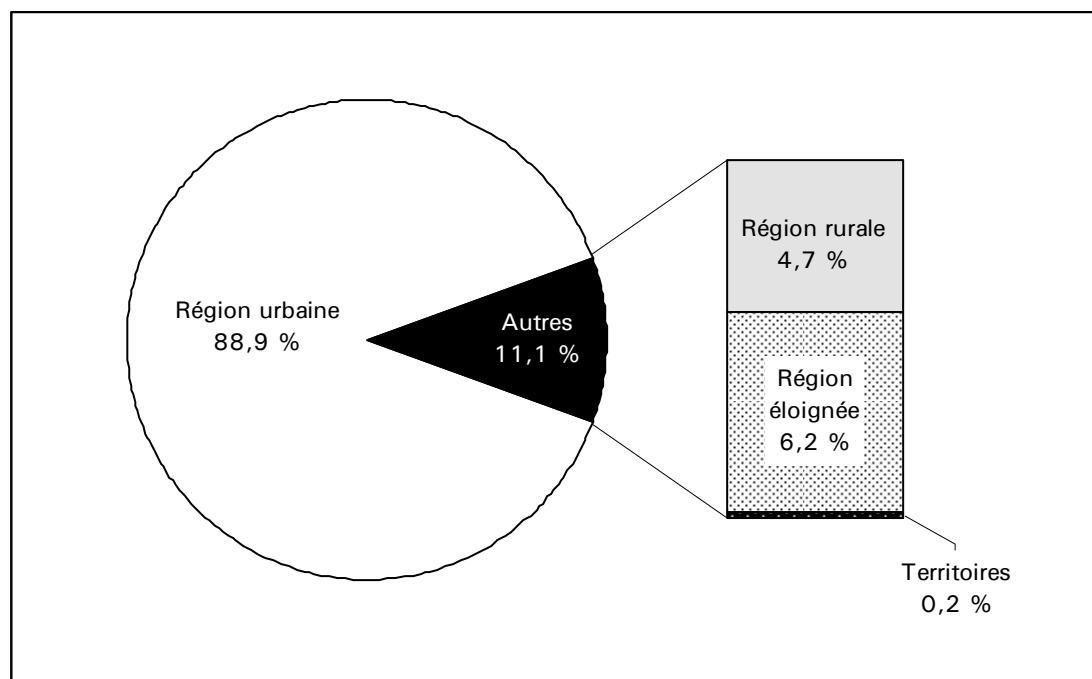 Région urbaine
88,9 %
Autres
11,1 %
Région rurale
4,7 %
Région
éloignée
6,2 %
Territoires
0,2 %